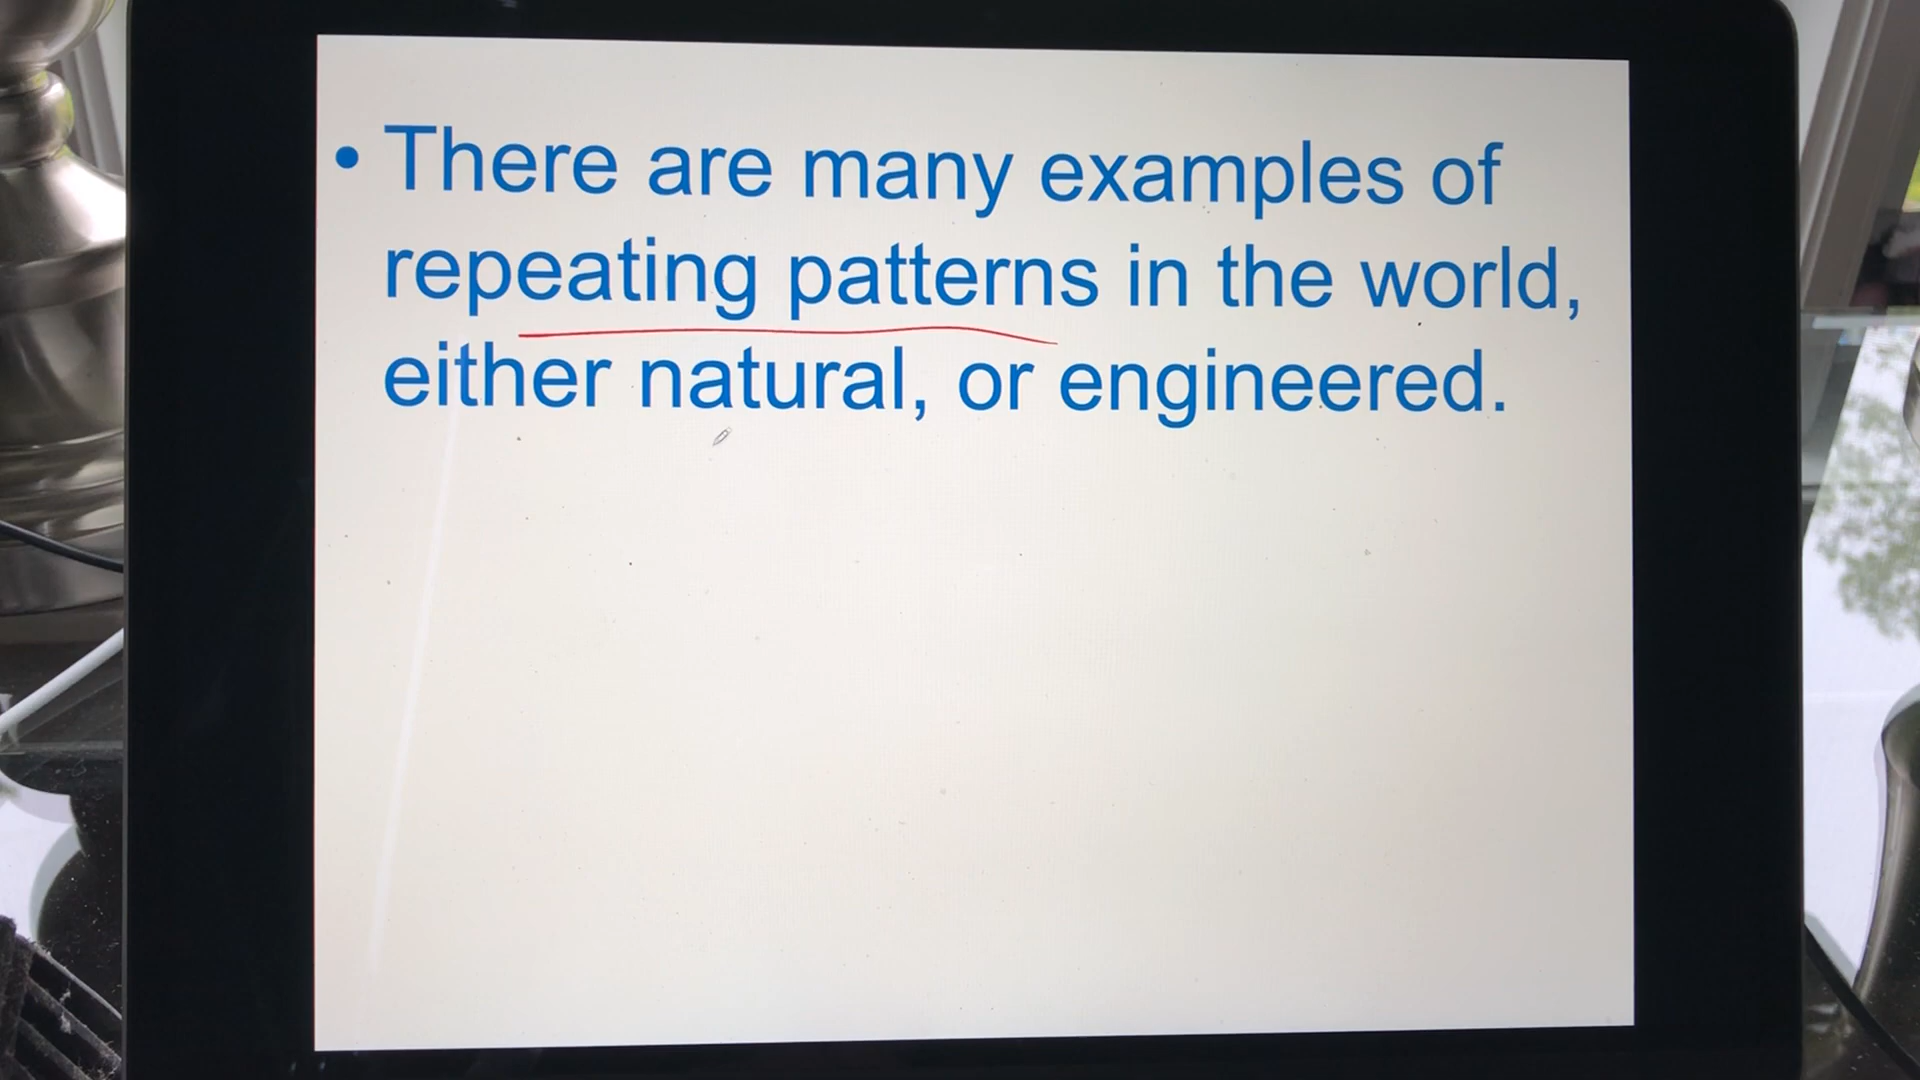 • There are many examples of
repeating patterns in the world,
either natural, or engineered.